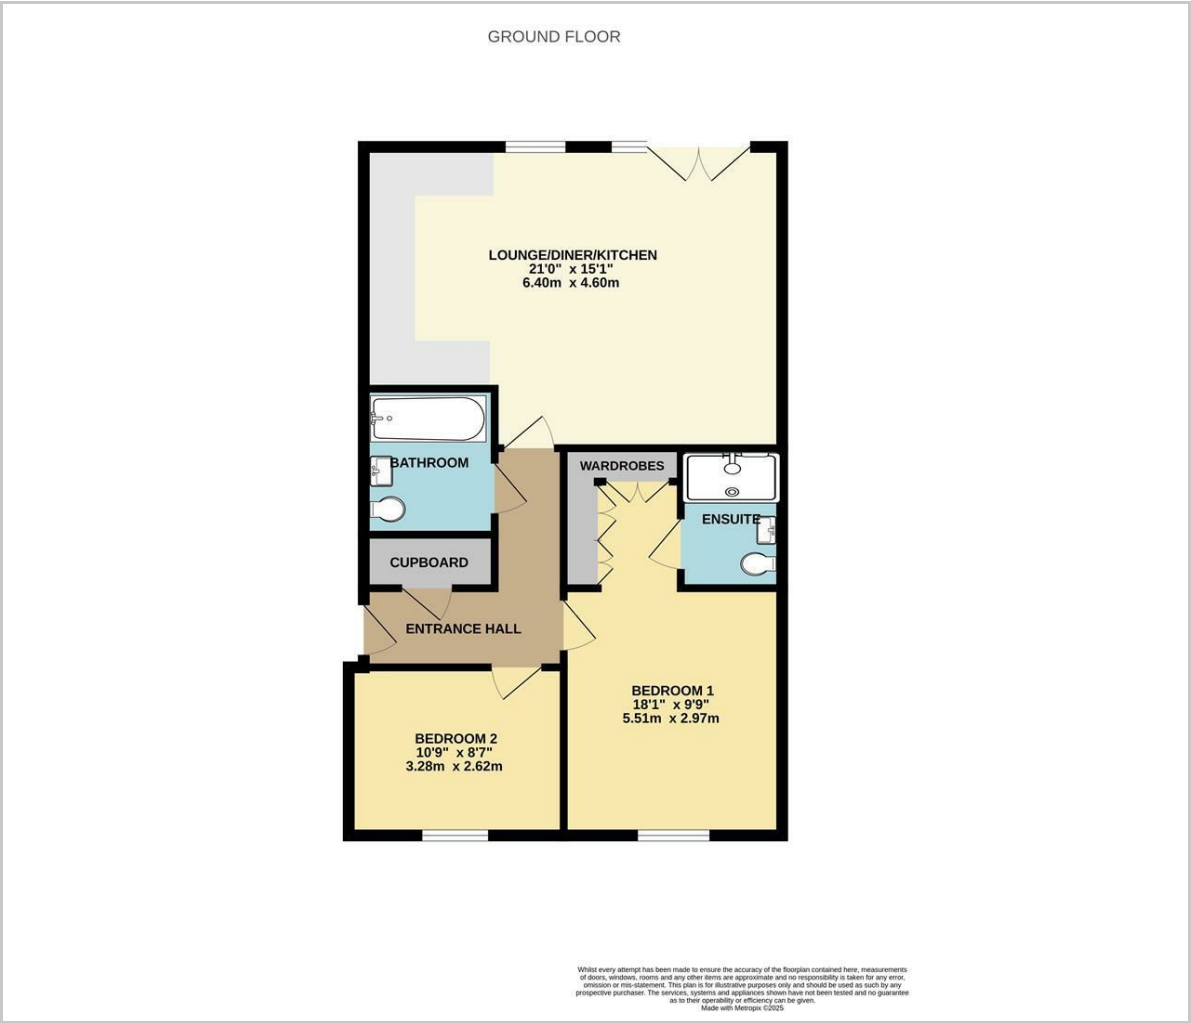 GROUND FLOOR
LOUNGE/DINER/KITCHEN
21'0" x 15'1"
6.40m x 4.60m
BATHROOM
WARDROBES
ENSUITE
CUPBOARD
ENTRANCE HALL
BEDROOM 1
18'1" x 9'9"
5.51m x 2.97m
BEDROOM 2
10'9" x 8'7"
3.28m x 2.62m
Whilst every attempt has been made to ensure the accuracy of the floorplan contained here, measurements
of doors, windows, rooms and any other items are approximate and no responsibility is taken for any error,
omission or mis-statement. This plan is for illustrative purposes only and should be used as such by any
prospective purchaser. The services, systems and appliances shown have not been tested and no guarantee
as to their operability or efficiency can be given.
Made with Metropix ©2025